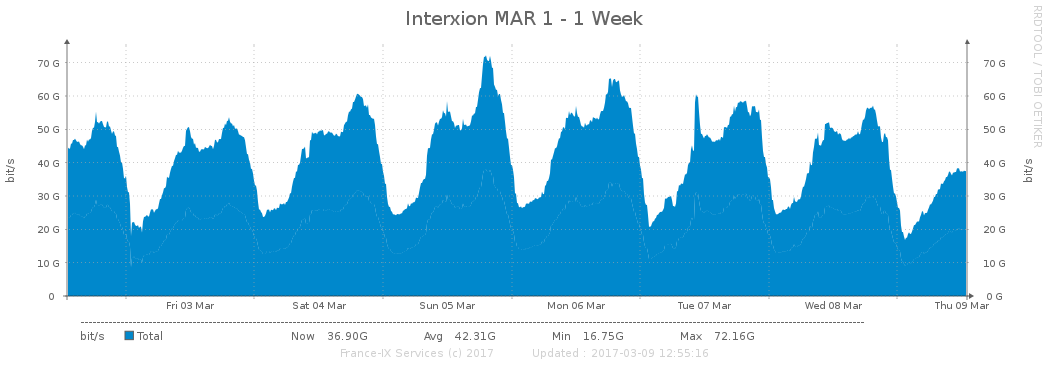 Interxion MAR 1 - 1 Week
RRDTOOL / TOBI OETIKER
bit/s
70 G 70 G
60 G 60 G
50 G 50 G
40 G 40 G
30 G 30 G
20 G 20 G
10 G 10 G
0 0 G
bit/s
Fri 03 Mar Sat 04 Mar Sun 05 Mar Mon 06 Mar Tue 07 Mar Wed 08 Mar Thu 09 Mar
bit/s Total Now 36.90G Avg 42.31G Min 16.75G Max 72.16G
France-IX Services (c) 2017 Updated : 2017-03-09 12:55:16